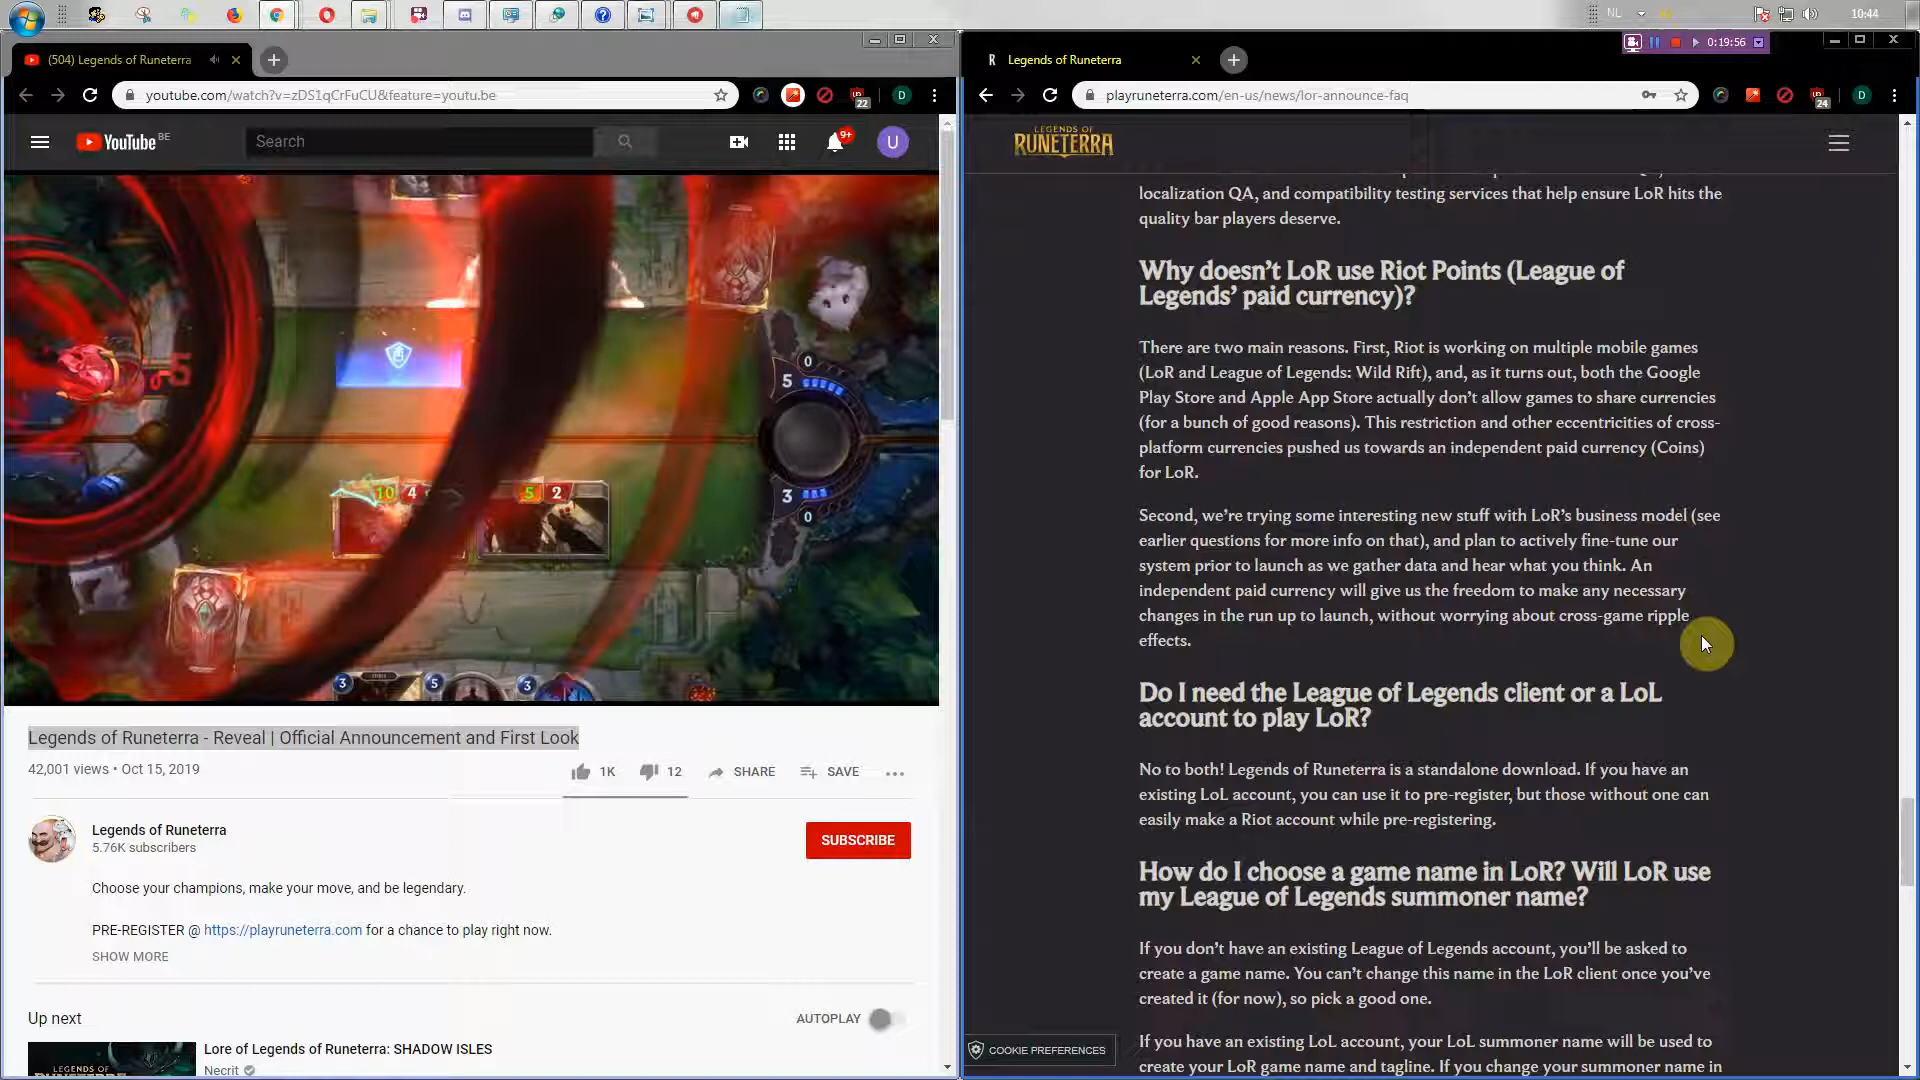 NL
10:44
0:19:56
(504) Legends of Runeterra
youtube.com/watch?v=zDS1qCrFuCU&feature=youtu.be
22
D
YouTube BE
Search
9+
U
0
5
-5
10 4
5 2
3
0
3
5
3
Legends of Runeterra - Reveal | Official Announcement and First Look
42,001 views • Oct 15, 2019
1K
12
SHARE
SAVE
Legends of Runeterra
5.76K subscribers
SUBSCRIBE
Choose your champions, make your move, and be legendary.
PRE-REGISTER @ https://playruneterra.com for a chance to play right now.
SHOW MORE
Up next
AUTOPLAY
Lore of Legends of Runeterra: SHADOW ISLES
Necrit
LEGENDS OF
R Legends of Runeterra
playruneterra.com/en-us/news/lor-announce-faq
24
D
LEGENDS OF
RUNETERRA
localization QA, and compatibility testing services that help ensure LoR hits the
quality bar players deserve.
Why doesn't LoR use Riot Points (League of
Legends' paid currency)?
There are two main reasons. First, Riot is working on multiple mobile games
(LoR and League of Legends: Wild Rift), and, as it turns out, both the Google
Play Store and Apple App Store actually don't allow games to share currencies
(for a bunch of good reasons). This restriction and other eccentricities of cross-
platform currencies pushed us towards an independent paid currency (Coins)
for LoR.
Second, we're trying some interesting new stuff with LoR's business model (see
earlier questions for more info on that), and plan to actively fine-tune our
system prior to launch as we gather data and hear what you think. An
independent paid currency will give us the freedom to make any necessary
changes in the run up to launch, without worrying about cross-game ripple
effects.
Do I need the League of Legends client or a LoL
account to play LoR?
No to both! Legends of Runeterra is a standalone download. If you have an
existing LoL account, you can use it to pre-register, but those without one can
easily make a Riot account while pre-registering.
How do I choose a game name in LoR? Will LoR use
my League of Legends summoner name?
If you don't have an existing League of Legends account, you'll be asked to
create a game name. You can't change this name in the LoR client once you've
created it (for now), so pick a good one.
If you have an existing LoL account, your LoL summoner name will be used to
create your LoR game name and tagline. If you change your summoner name in
COOKIE PREFERENCES